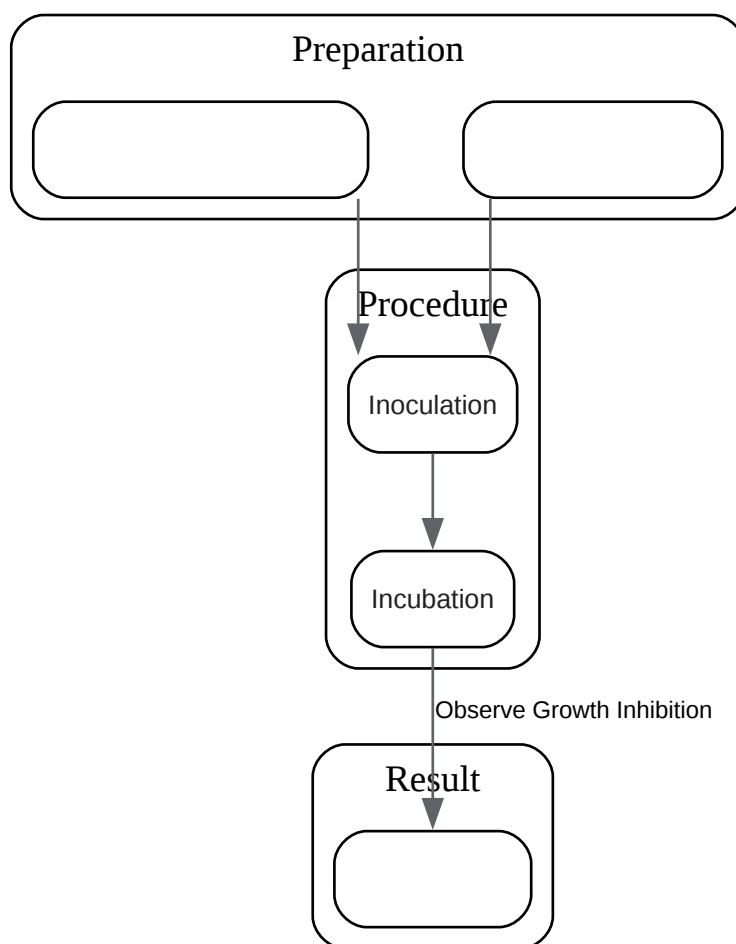 Preparation
Procedure
Inoculation
Incubation
Observe Growth Inhibition
Result